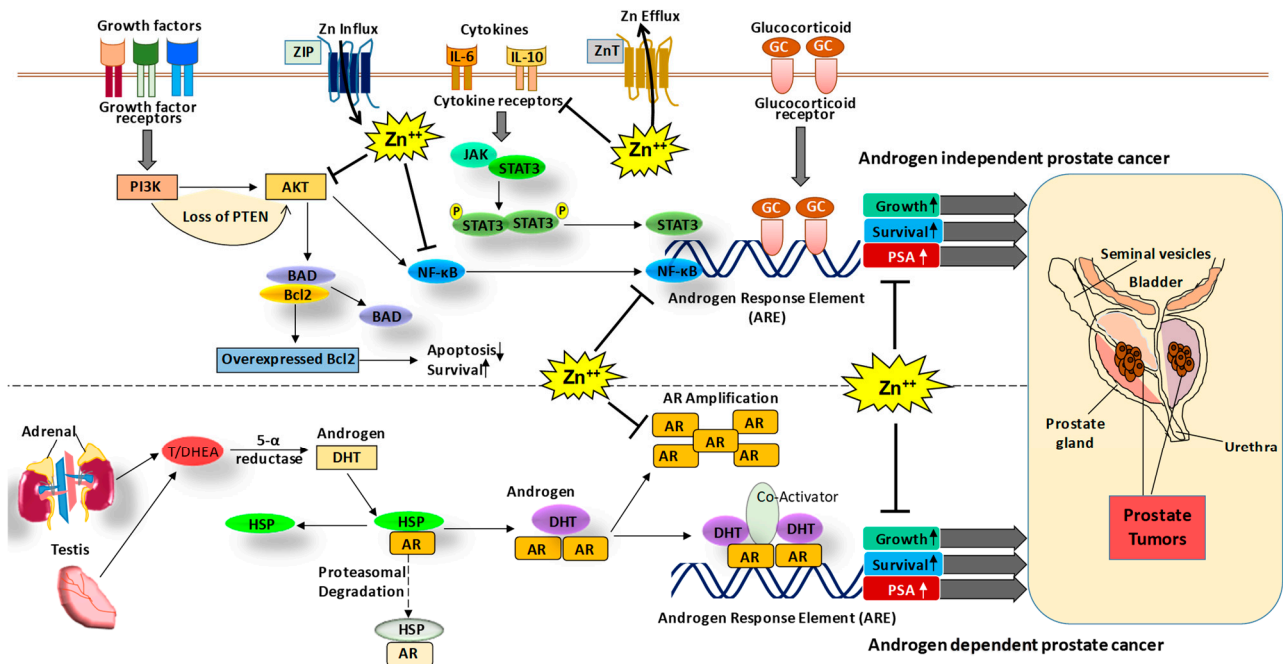 Growth factors
Growth factor
receptors
ZIP
Zn Influx
Zn⁺⁺
Cytokines
IL-6
IL-10
Cytokine receptors
ZnT
Zn Efflux
Zn⁺⁺
Glucocorticoid
GC
GC
Glucocorticoid
receptor
PI3K
AKT
Loss of PTEN
JAK
STAT3
P
P
STAT3
STAT3
STAT3
NF-κB
NF-κB
GC
GC
Androgen Response Element
(ARE)
BAD
Bcl2
BAD
Overexpressed Bcl2
Apoptosis↓
Survival↑
Zn⁺⁺
Zn⁺⁺
Androgen independent prostate cancer
Growth↑
Survival↑
PSA↑
Seminal vesicles
Bladder
Prostate
gland
Urethra
Prostate
Tumors
Adrenal
Testis
T/DHEA
5-α
reductase
Androgen
DHT
HSP
HSP
AR
Proteasomal
Degradation
HSP
AR
Androgen
DHT
AR
AR
AR Amplification
AR
AR
AR
AR
AR
Co-Activator
DHT
DHT
AR
AR
Androgen Response Element (ARE)
Growth↑
Survival↑
PSA↑
Androgen dependent prostate cancer